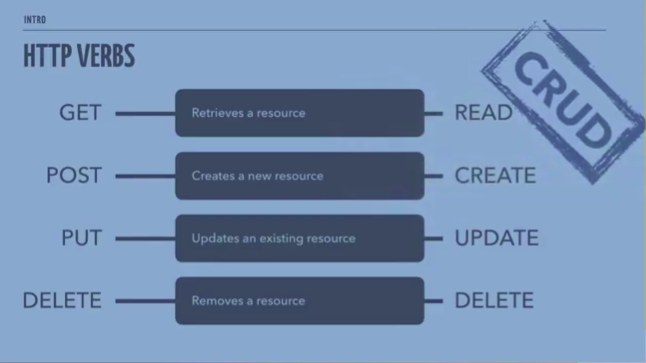 INTRO
HTTP VERBS
CRUD
GET Retrieves a resource READ
POST Creates a new resource CREATE
PUT Updates an existing resource UPDATE
DELETE Removes a resource DELETE